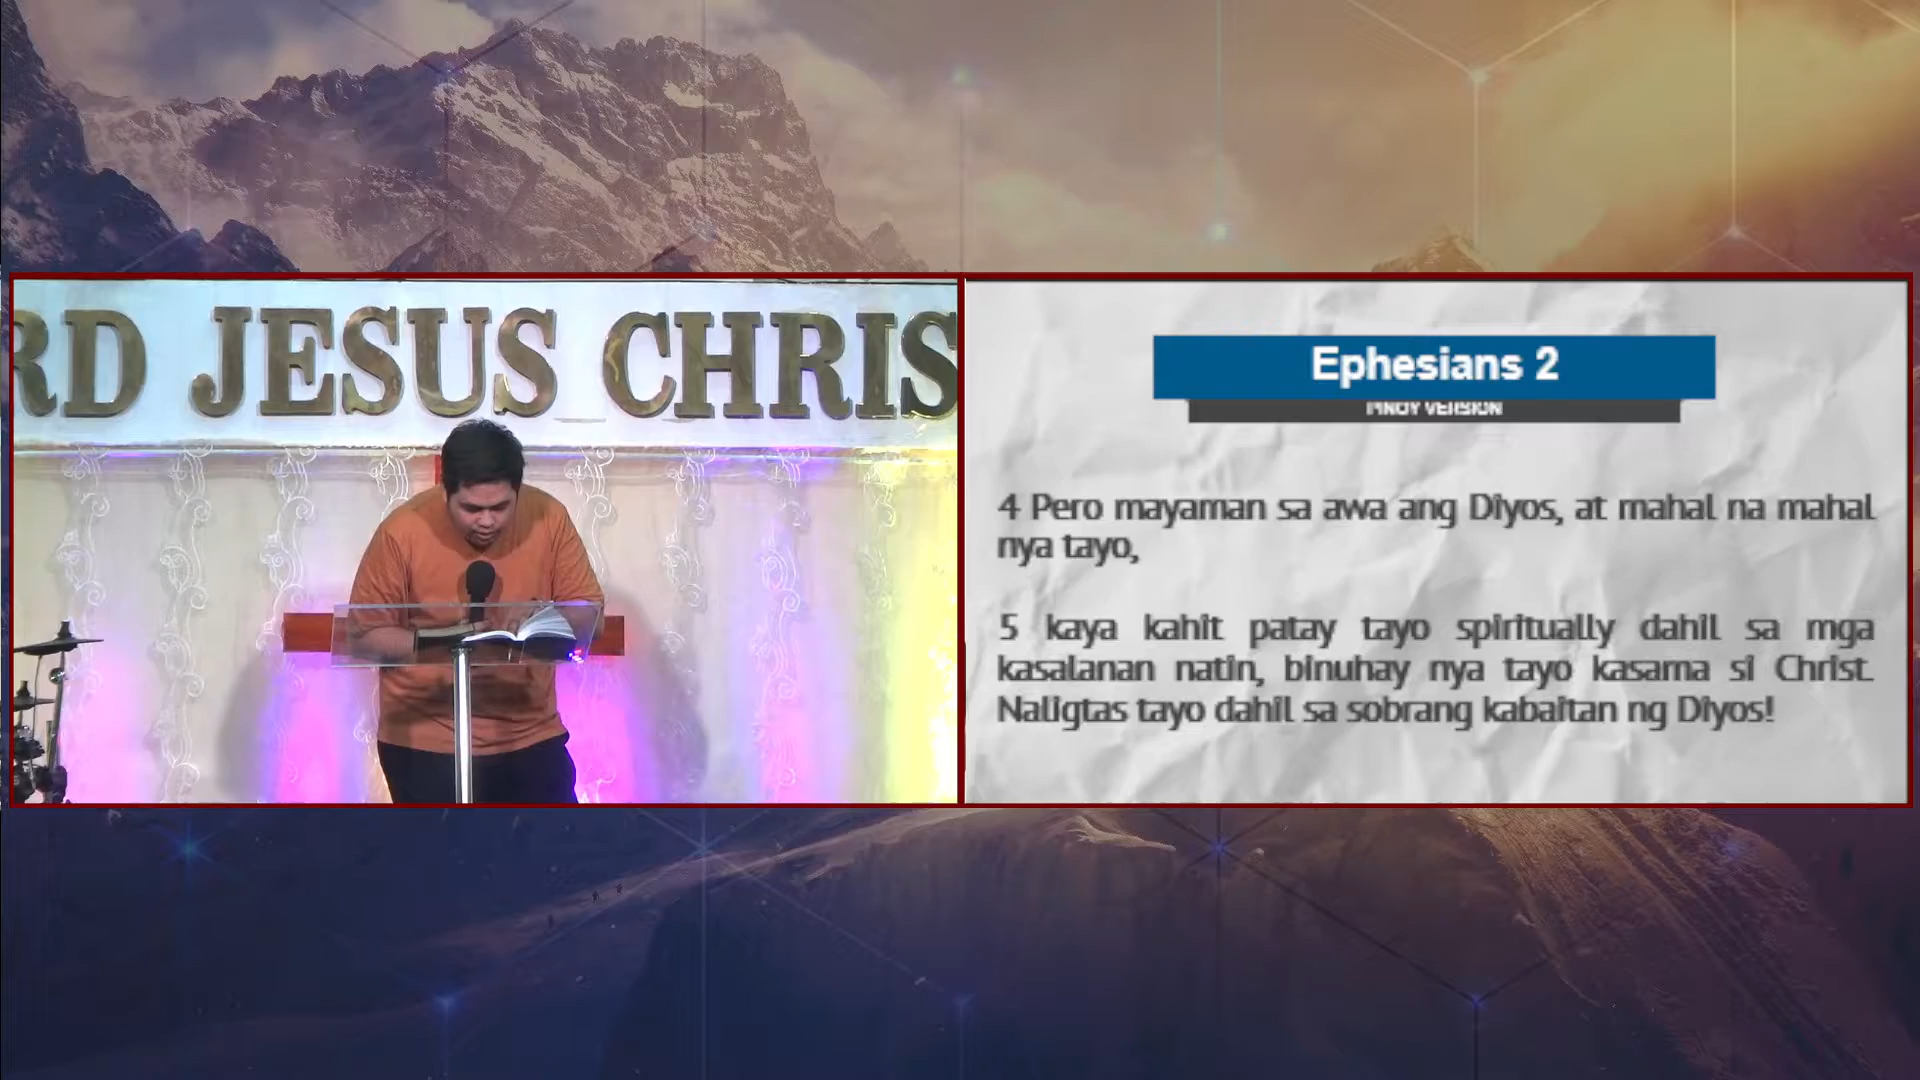 RD JESUS CHRIS
Ephesians 2
PINOY VERSION
4 Pero mayaman sa awa ang Diyos, at mahal na mahal
nya tayo,
5 kaya kahit patay tayo spiritually dahil sa mga
kasalanan natin, binuhay nya tayo kasama si Christ.
Naligtas tayo dahil sa sobrang kabaitan ng Diyos!